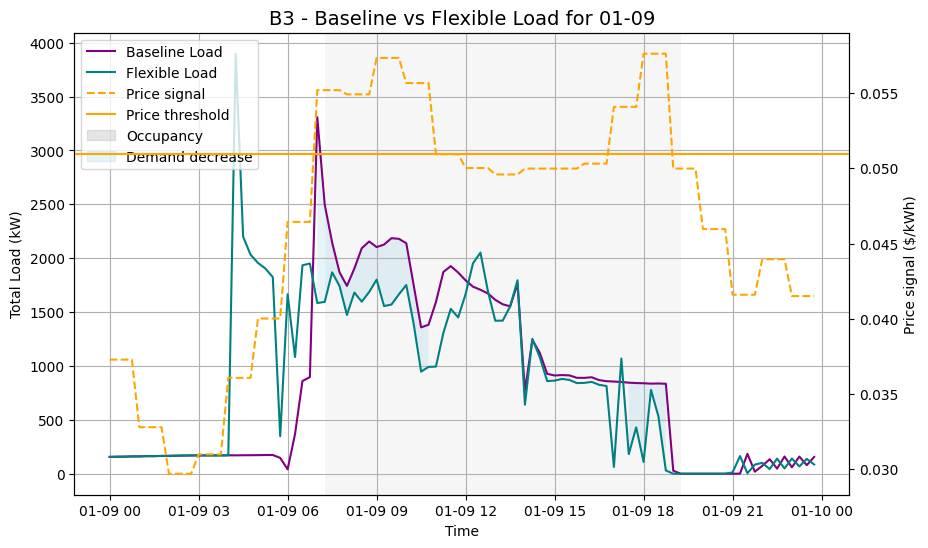 B3 - Baseline vs Flexible Load for 01-09
Baseline Load
Flexible Load
Price signal
Price threshold
Occupancy
Demand decrease
Total Load (kW)
4000
3500
3000
2500
2000
1500
1000
500
0
0.055
0.050
0.045
0.040
0.035
0.030
Price signal ($/kWh)
01-09 00
01-09 03
01-09 06
01-09 09
01-09 12
01-09 15
01-09 18
01-09 21
01-10 00
Time